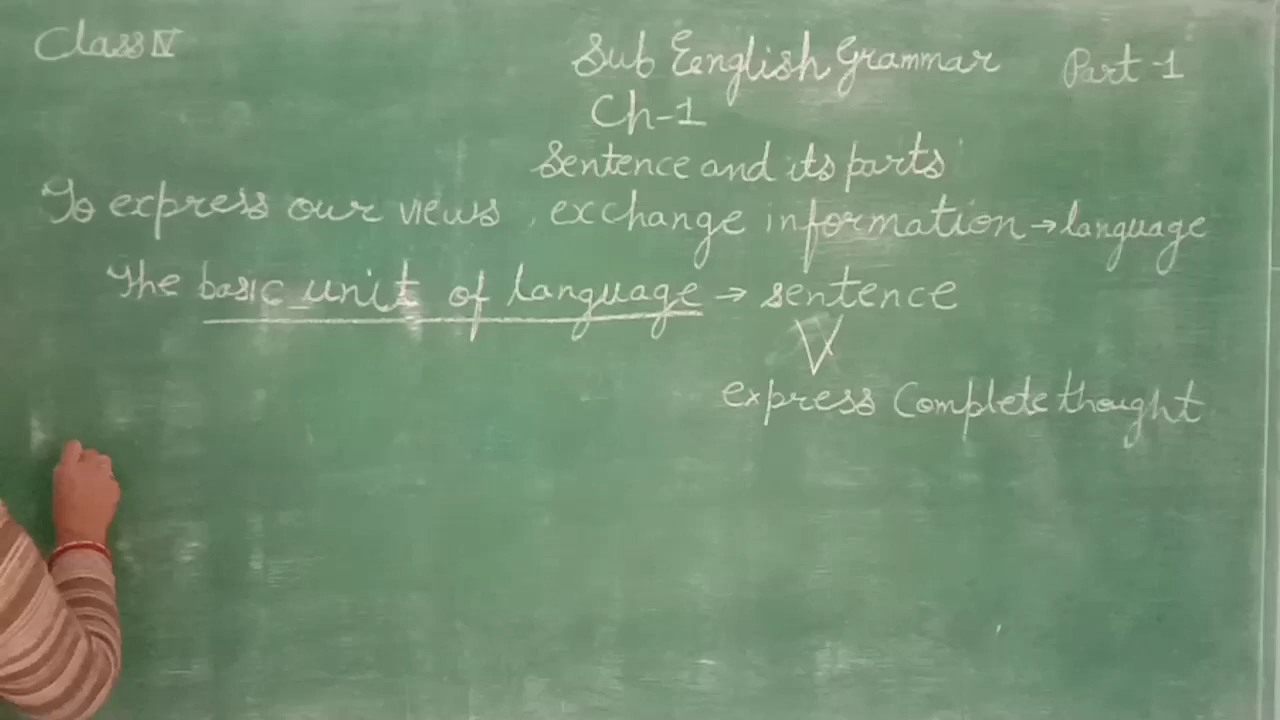 Class IV Sub Eenglish Grammar Part-1
Ch-1
Sentence and its parts
To express our views, exchange information → language
The basic unit of language → sentence
express Complete thought